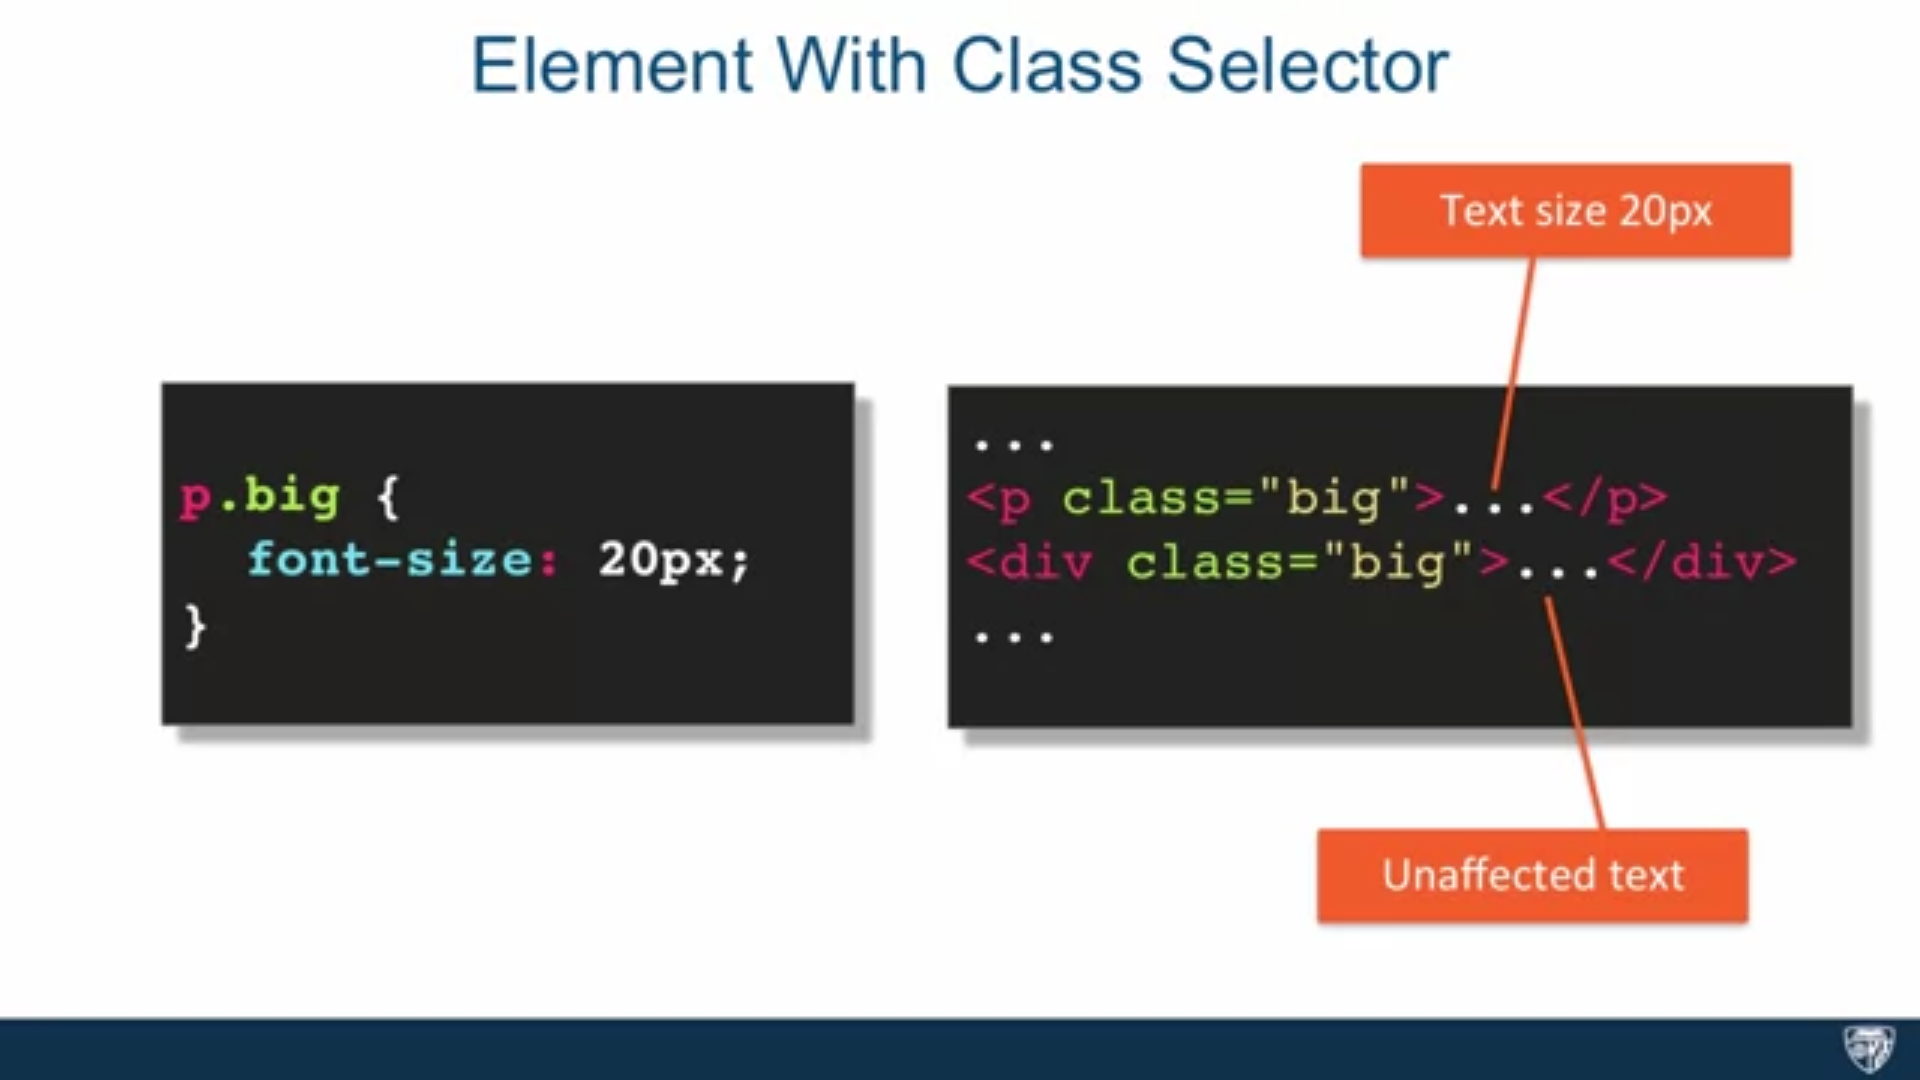 Element With Class Selector
Text size 20px
p.big {
  font-size: 20px;
}
...
<p class="big">...</p>
<div class="big">...</div>
...
Unaffected text